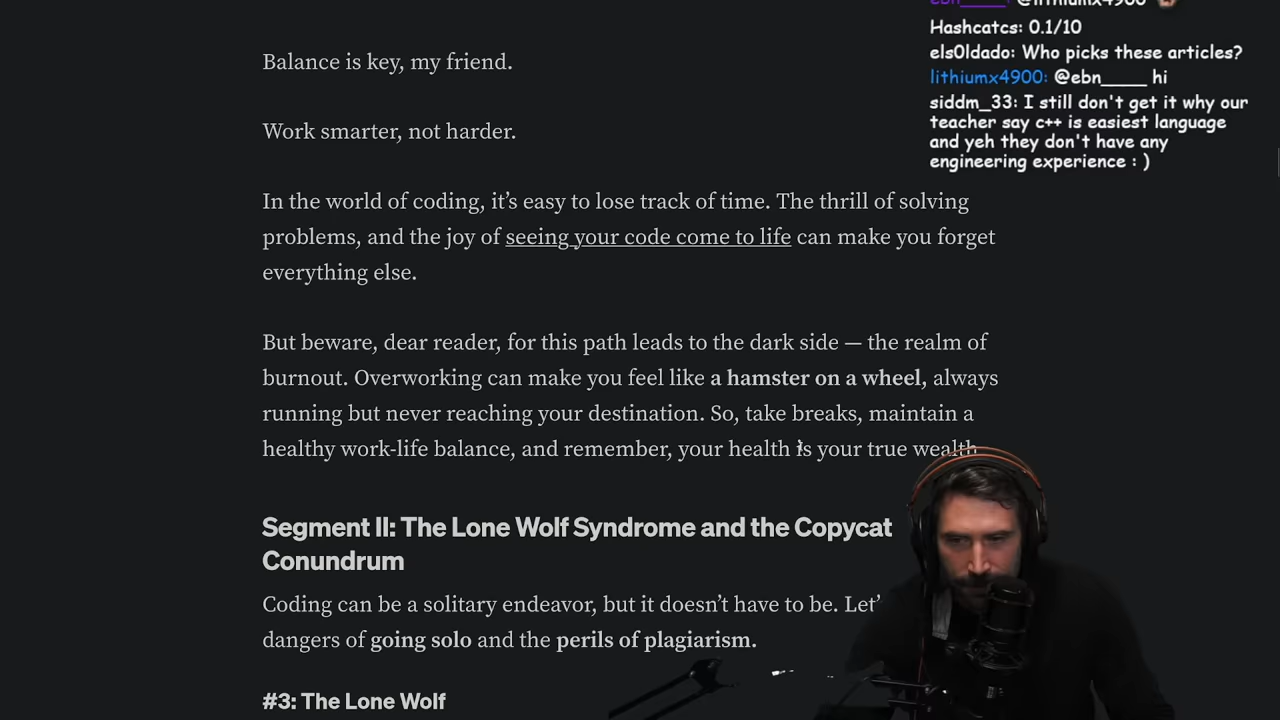 Balance is key, my friend.
Work smarter, not harder.
In the world of coding, it’s easy to lose track of time. The thrill of solving
problems, and the joy of seeing your code come to life can make you forget
everything else.
But beware, dear reader, for this path leads to the dark side — the realm of
burnout. Overworking can make you feel like a hamster on a wheel, always
running but never reaching your destination. So, take breaks, maintain a
healthy work-life balance, and remember, your health is your true wealth
Segment II: The Lone Wolf Syndrome and the Copycat
Conundrum
Coding can be a solitary endeavor, but it doesn’t have to be. Let’
dangers of going solo and the perils of plagiarism.
#3: The Lone Wolf
Hashcatcs: 0.1/10
els0ldado: Who picks these articles?
lithiumx4900: @ebn____ hi
siddm_33: I still don't get it why our
teacher say c++ is easiest language
and yeh they don't have any
engineering experience : )